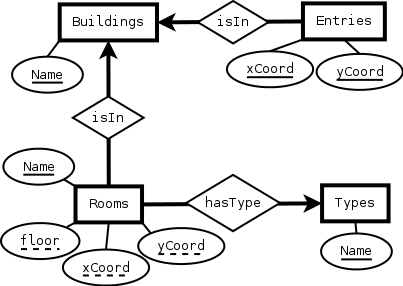 Buildings
isIn
Entries
Name
xCoord
yCoord
isIn
Name
Rooms
hasType
Types
floor
xCoord
yCoord
Name